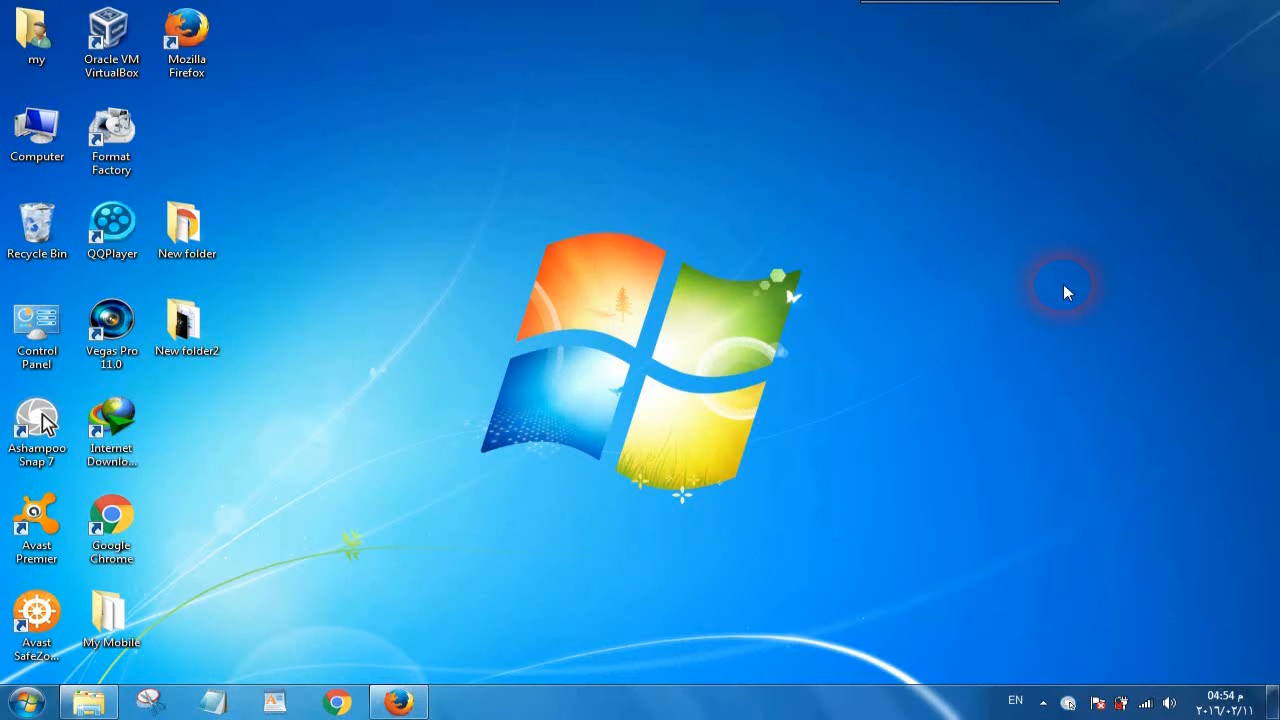 my
Oracle VM
VirtualBox
Mozilla
Firefox
Computer
Format
Factory
Recycle Bin
QQPlayer
New folder
Control
Panel
Vegas Pro
11.0
New folder2
Ashampoo
Snap 7
Internet
Downlo...
Avast
Premier
Google
Chrome
Avast
SafeZo...
My Mobile
EN
04:54 م
٢٠١٦/٠٢/١١